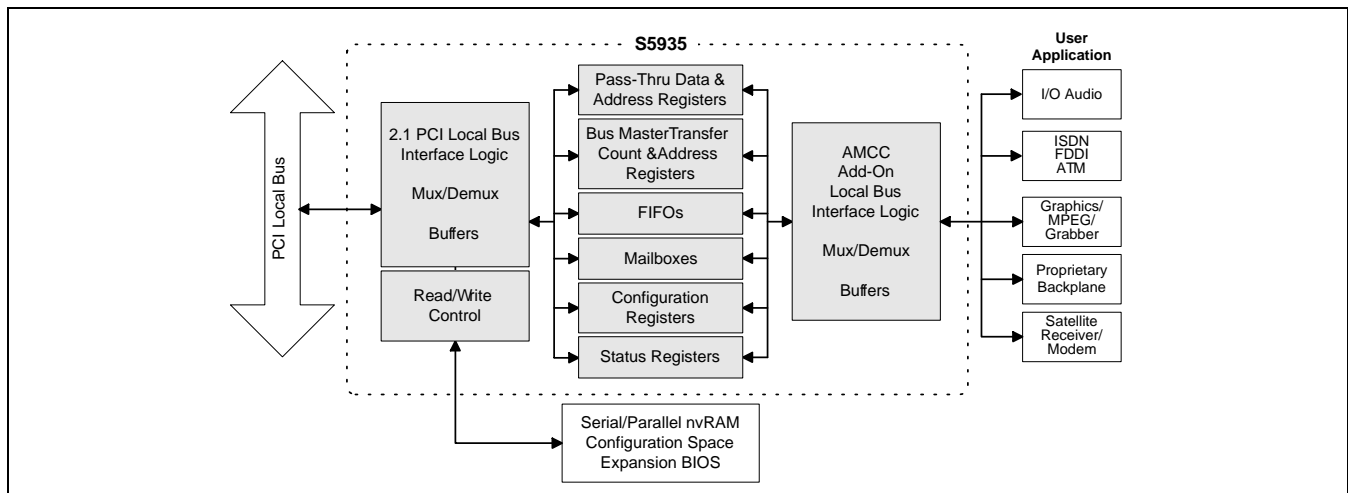 S5935
User
Application
PCI Local Bus
2.1 PCI Local Bus
Interface Logic
Mux/Demux
Buffers
Read/Write
Control
Pass-Thru Data &
Address Registers
Bus MasterTransfer
Count &Address
Registers
FIFOs
Mailboxes
Configuration
Registers
Status Registers
AMCC
Add-On
Local Bus
Interface Logic
Mux/Demux
Buffers
I/O Audio
ISDN
FDDI
ATM
Graphics/
MPEG/
Grabber
Proprietary
Backplane
Satellite
Receiver/
Modem
Serial/Parallel nvRAM
Configuration Space
Expansion BIOS